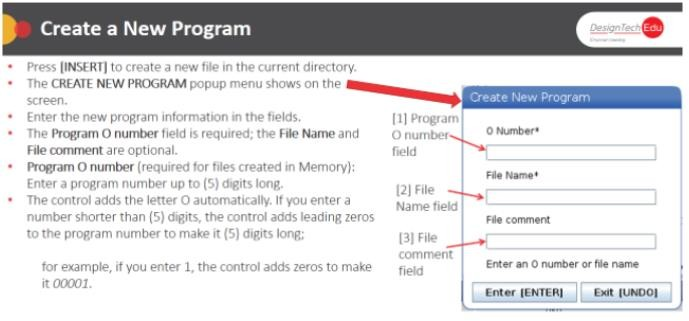 Create a New Program
DesignTech Edu
• Press [INSERT] to create a new file in the current directory.
• The CREATE NEW PROGRAM popup menu shows on the
screen.
• Enter the new program information in the fields.
• The Program O number field is required; the File Name and
File comment are optional.
• Program O number (required for files created in Memory):
Enter a program number up to (5) digits long.
• The control adds the letter O automatically. If you enter a
number shorter than (5) digits, the control adds leading zeros
to the program number to make it (5) digits long;
for example, if you enter 1, the control adds zeros to make
it 00001.
[1] Program
O number
field
[2] File
Name field
[3] File
comment
field
Create New Program
O Number*
File Name*
File comment
Enter an O number or file name
Enter [ENTER]
Exit [UNDO]